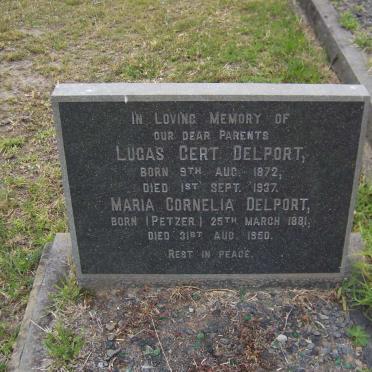 IN LOVING MEMORY OF
OUR DEAR PARENTS
LUCAS GERT DELPORT,
BORN 9TH AUG. 1872,
DIED 1ST SEPT. 1937.
MARIA CORNELIA DELPORT,
BORN (PETZER) 25TH MARCH 1881,
DIED 31ST AUG. 1950.
REST IN PEACE.